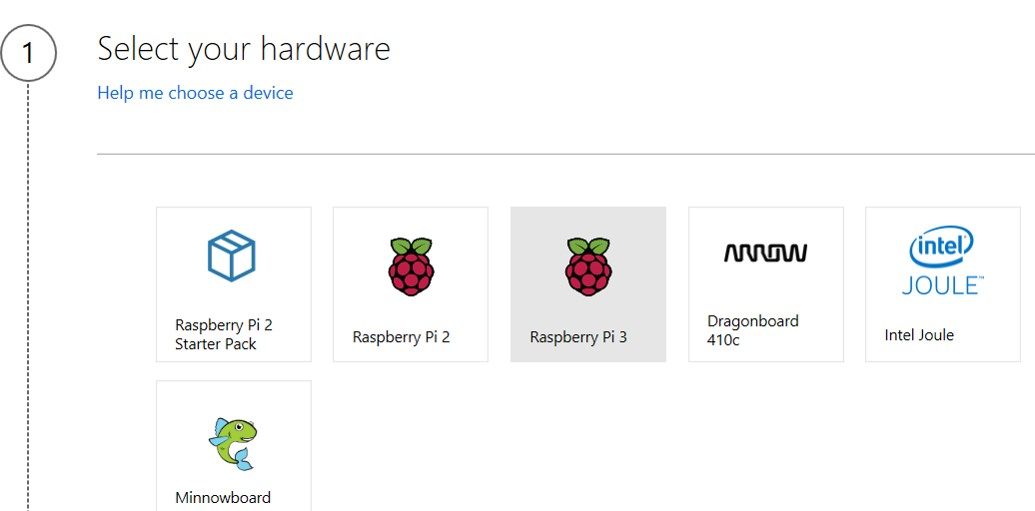 1
Select your hardware
Help me choose a device
Raspberry Pi 2
Starter Pack
Raspberry Pi 2
Raspberry Pi 3
ARROW
Dragonboard
410c
intel
JOULE™
Intel Joule
Minnowboard